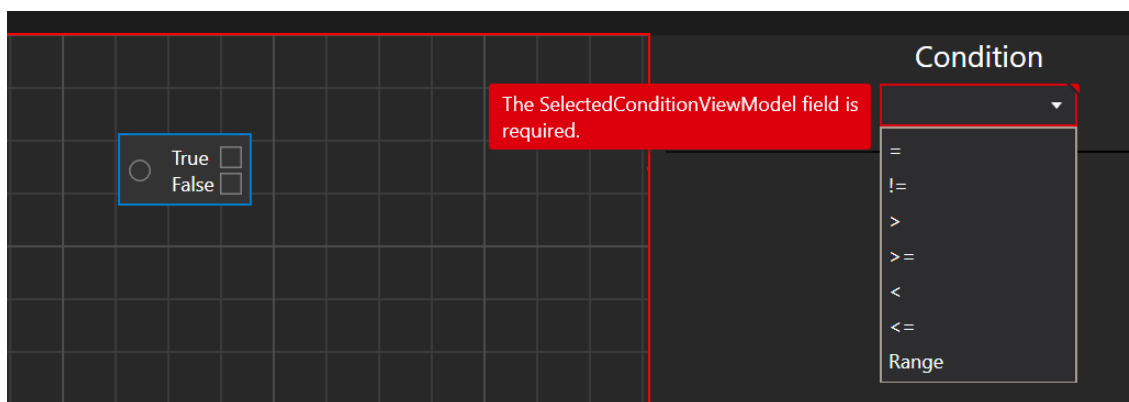 Condition
The SelectedConditionViewModel field is
required.
True
False
=
!=
>
>=
<
<=
Range